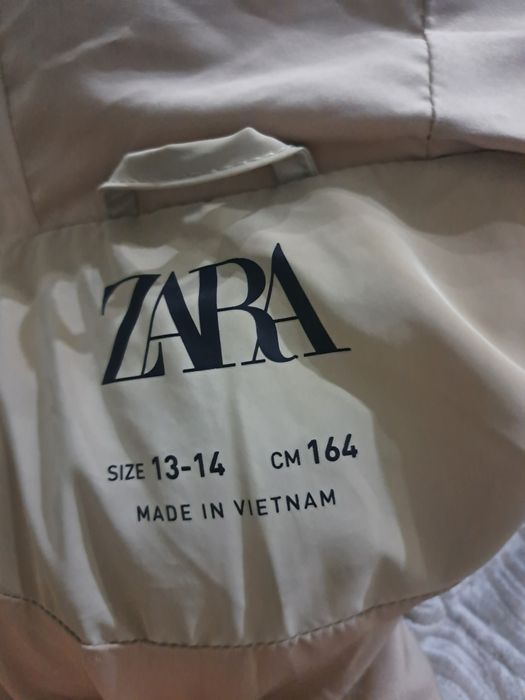 ZARA
SIZE 13-14 CM 164
MADE IN VIETNAM